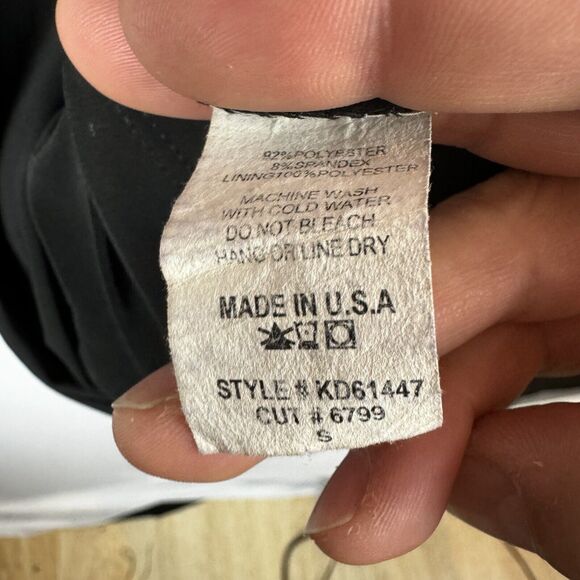 92% POLYESTER
8% SPANDEX
LINING100% POLYESTER
MACHINE WASH
WITH COLD WATER
DO NOT BLEACH
HANG OR LINE DRY
MADE IN U.S.A
STYLE # KD61447
CUT # 6799
S